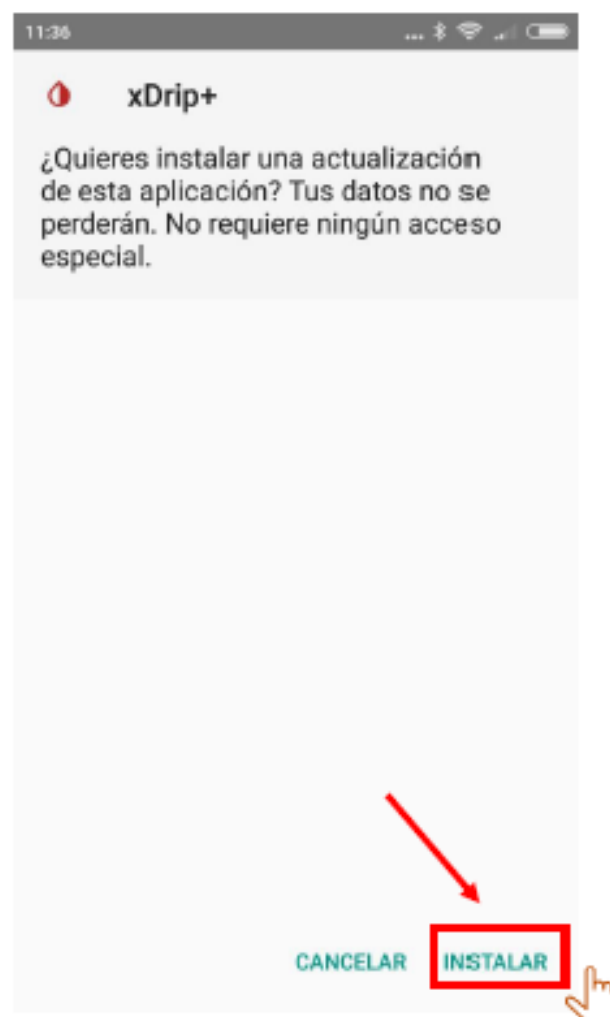 11:36
xDrip+
¿Quieres instalar una actualización
de esta aplicación? Tus datos no se
perderán. No requiere ningún acceso
especial.
CANCELAR INSTALAR